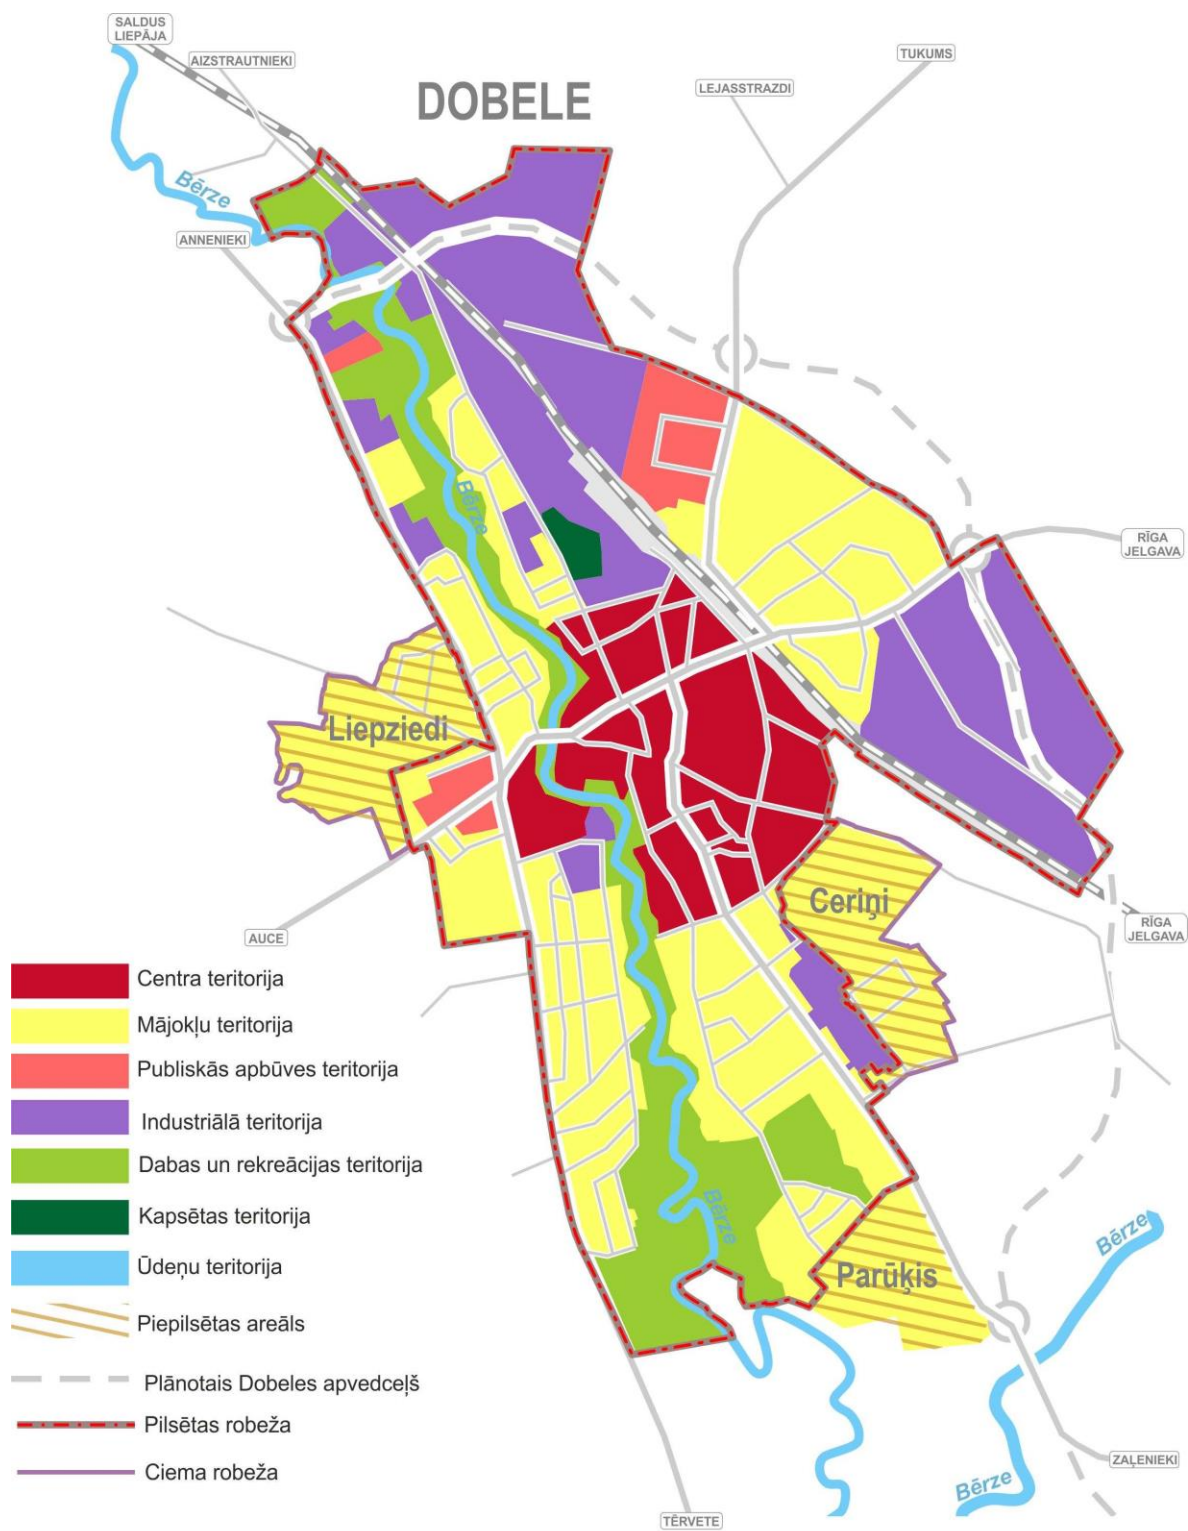 SALDUS
LIEPĀJA
AIZSTRAUTNIEKI
TUKUMS
LEJASSTRAZDI
DOBELE
Bērze
ANNENIEKI
Bērze
RĪGA
JELGAVA
Liepziedi
Ceriņi
RĪGA
JELGAVA
AUCE
Centra teritorija
Mājokļu teritorija
Publiskās apbūves teritorija
Industriālā teritorija
Dabas un rekreācijas teritorija
Kapsētas teritorija
Ūdeņu teritorija
Piepilsētas areāls
Plānotais Dobeles apvedceļš
Pilsētas robeža
Ciema robeža
Bērze
Bērze
Parūķis
ZAĻENIEKI
Bērze
TĒRVETE